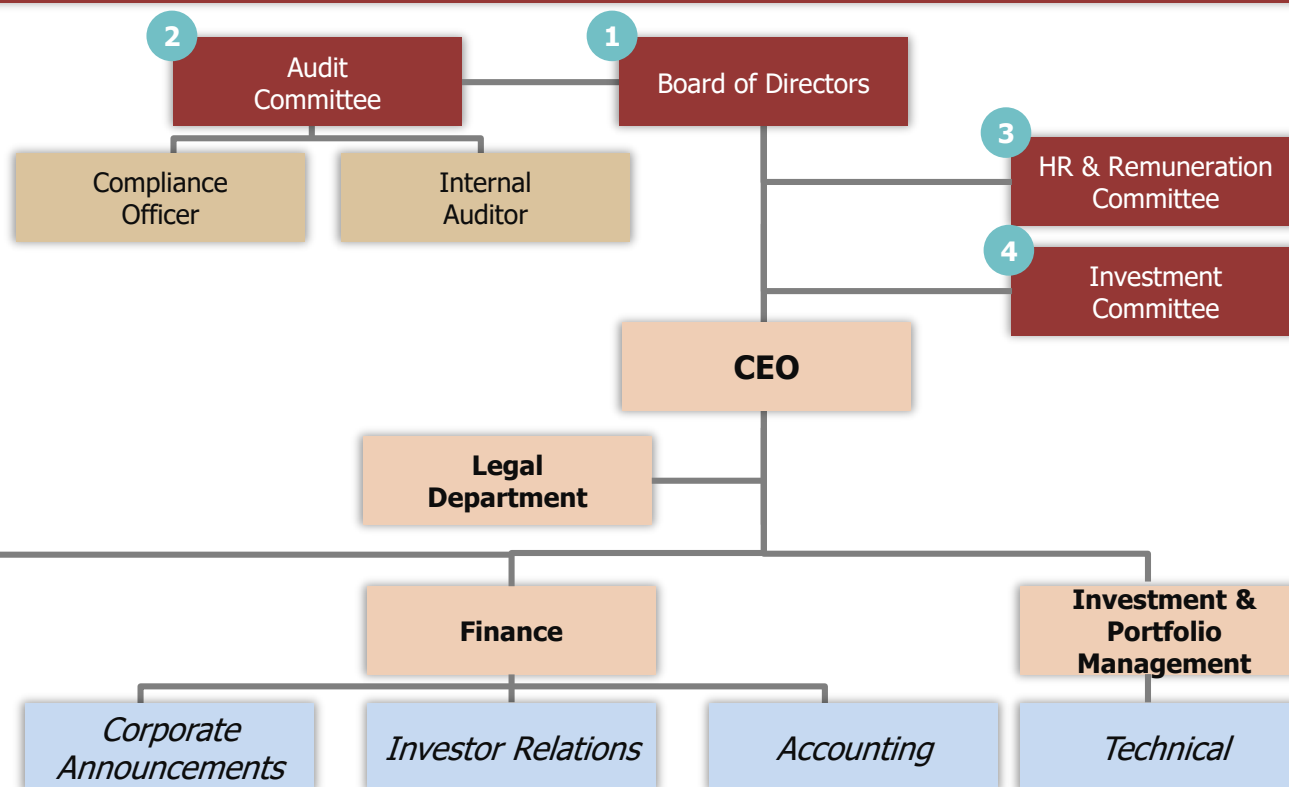 2
Audit
Committee
1
Board of Directors
3
HR & Remuneration
Committee
Compliance
Officer
Internal
Auditor
4
Investment
Committee
CEO
Legal
Department
Finance
Investment &
Portfolio
Management
Corporate
Announcements
Investor Relations
Accounting
Technical